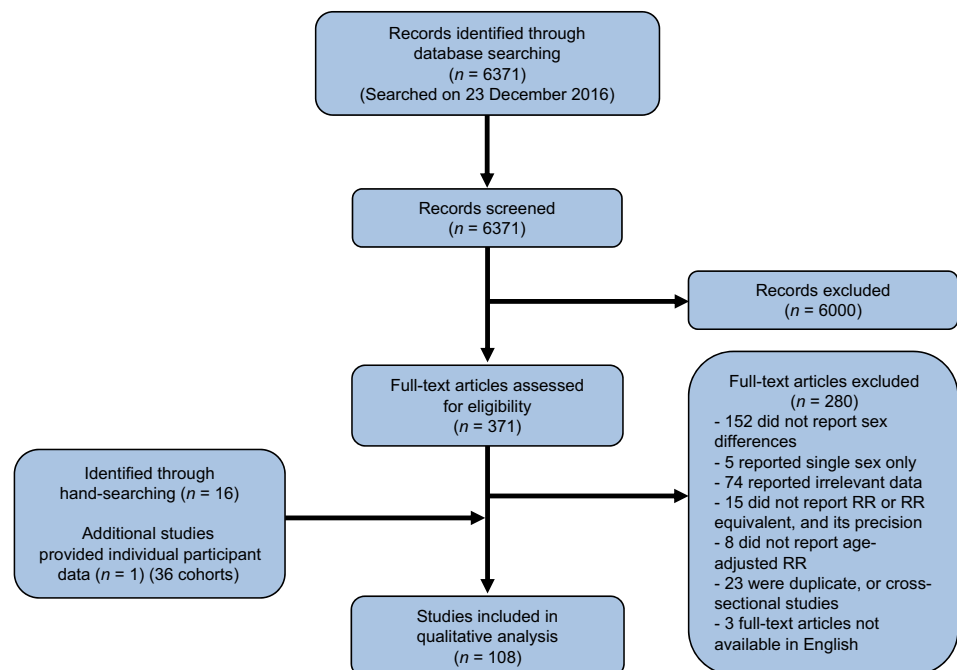 Records identified through
database searching
(n = 6371)
(Searched on 23 December 2016)
Records screened
(n = 6371)
Records excluded
(n = 6000)
Full-text articles assessed
for eligibility
(n = 371)
Full-text articles excluded
(n = 280)
- 152 did not report sex
differences
- 5 reported single sex only
- 74 reported irrelevant data
- 15 did not report RR or RR
equivalent, and its precision
- 8 did not report age-
adjusted RR
- 23 were duplicate, or cross-
sectional studies
- 3 full-text articles not
available in English
Identified through
hand-searching (n = 16)
Additional studies
provided individual participant
data (n = 1) (36 cohorts)
Studies included in
qualitative analysis
(n = 108)